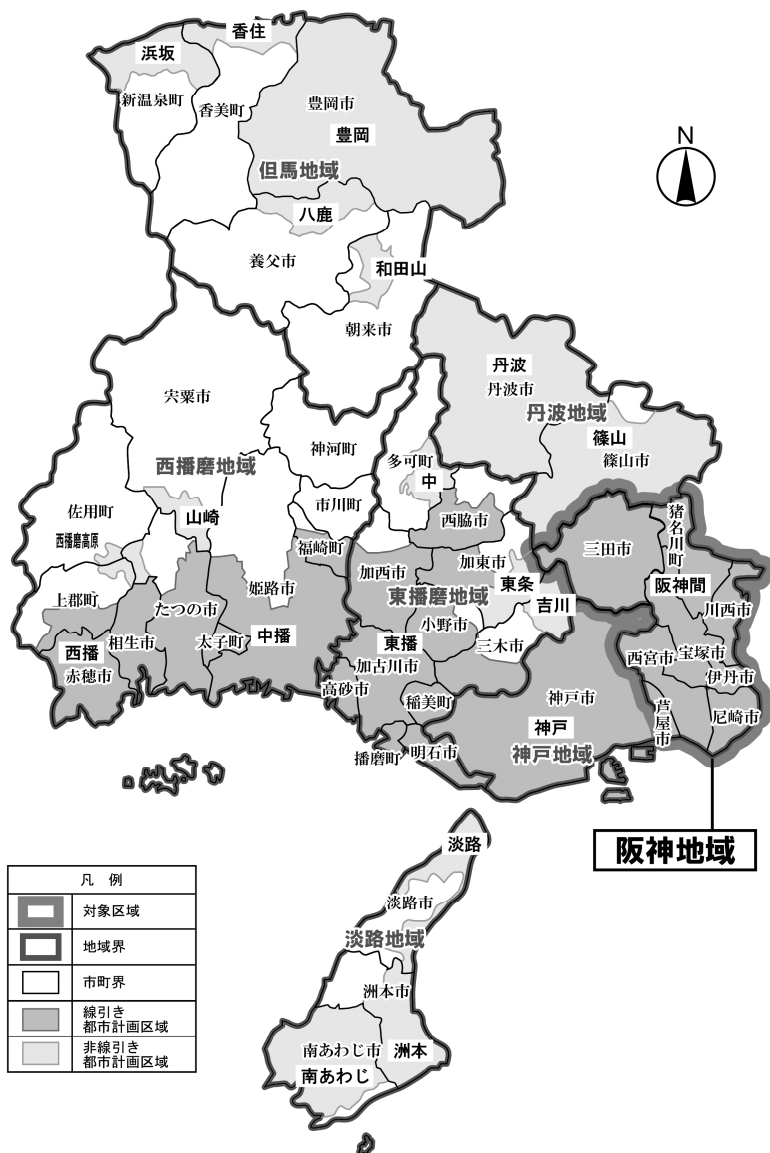 香住
浜坂
新温泉町
香美町
豊岡市
豊岡
N
但馬地域
八鹿
養父市
和田山
朝来市
丹波
丹波市
丹波地域
篠山
篠山市
宍粟市
神河町
西播磨地域
多可町
中
佐用町
山崎
市川町
西脇市
猪名川町
西播磨高原
福崎町
加西市
加東市
三田市
東条
阪神間
上郡町
たつの市
姫路市
東播磨地域
吉川
川西市
相生市
太子町
中播
小野市
三木市
西播
赤穂市
東播
加古川市
西宮市
宝塚市
伊丹市
高砂市
稲美町
神戸市
神戸
芦屋市
尼崎市
播磨町
明石市
神戸地域
阪神地域
淡路
淡路市
淡路地域
洲本市
南あわじ市
洲本
南あわじ
凡 例
対象区域
地域界
市町界
線引き
都市計画区域
非線引き
都市計画区域